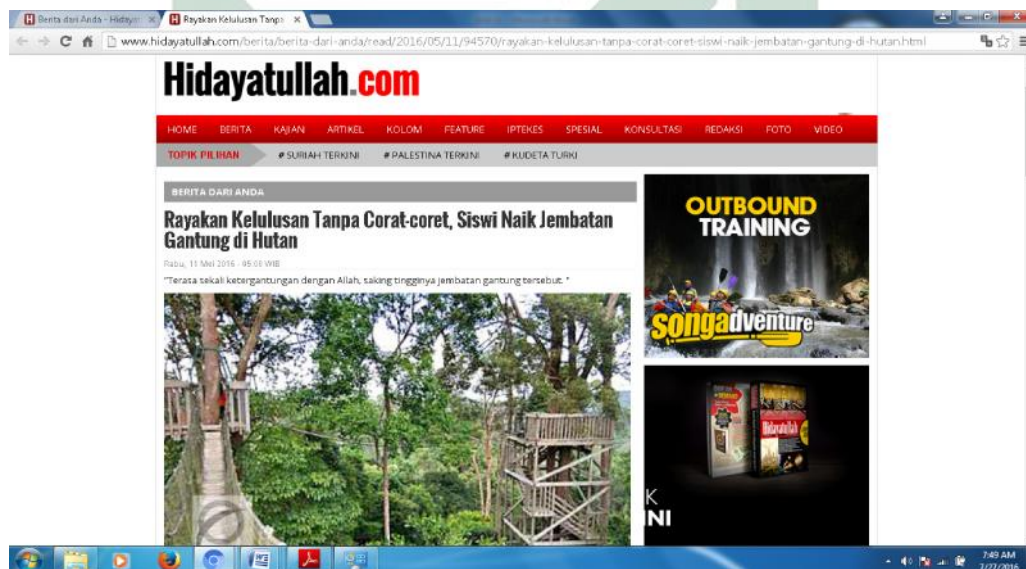 Berita dari Anda - Hidaya
Rayakan Kelulusan Tanpa
www.hidayatullah.com/berita/berita-dari-anda/read/2016/05/11/94570/rayakan-kelulusan-tanpa-corat-coret-siswi-naik-jembatan-gantung-di-hutan.html
Hidayatullah.com
HOME BERITA KAJIAN ARTIKEL KOLOM FEATURE IPTEKES SPESIAL KONSULTASI REDAKSI FOTO VIDEO
TOPIK PILIHAN # SURIAH TERKINI # PALESTINA TERKINI # KUDETA TURKI
BERITA DARI ANDA
Rayakan Kelulusan Tanpa Corat-coret, Siswi Naik Jembatan
Gantung di Hutan
Rabu, 11 Mei 2016 - WIB
"Terasa sekali ketergantungan dengan Allah, saking tingginya jembatan gantung tersebut. "
OUTBOUND
TRAINING
songadventure
Hidayatullah
K
INI
7:49 AM
7/27/2016